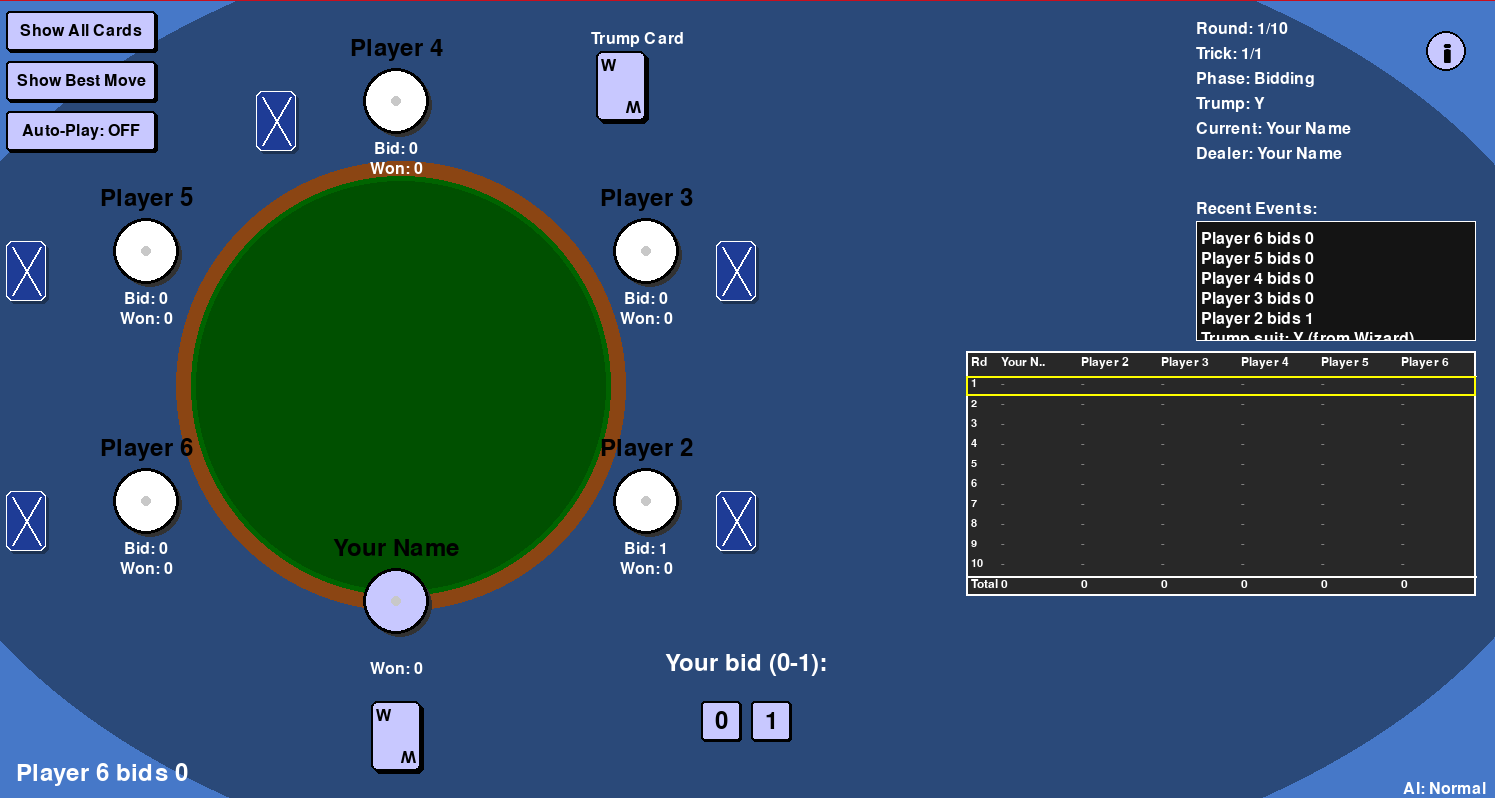 Show All Cards
Show Best Move
Auto-Play: OFF
Player 4
Bid: 0
Won: 0
Trump Card
W
W
Player 5
Bid: 0
Won: 0
Player 3
Bid: 0
Won: 0
Player 6
Bid: 0
Won: 0
Player 2
Bid: 1
Won: 0
Your Name
Won: 0
W
W
Your bid (0-1):
0 1
Player 6 bids 0
Round: 1/10
Trick: 1/1
Phase: Bidding
Trump: Y
Current: Your Name
Dealer: Your Name
i
Recent Events:
Player 6 bids 0
Player 5 bids 0
Player 4 bids 0
Player 3 bids 0
Player 2 bids 1
Trump suit: Y (from Wizard)
Rd Your N.. Player 2 Player 3 Player 4 Player 5 Player 6
1 - - - - - -
2 - - - - - -
3 - - - - - -
4 - - - - - -
5 - - - - - -
6 - - - - - -
7 - - - - - -
8 - - - - - -
9 - - - - - -
10 - - - - - -
Total 0 0 0 0 0 0
AI: Normal